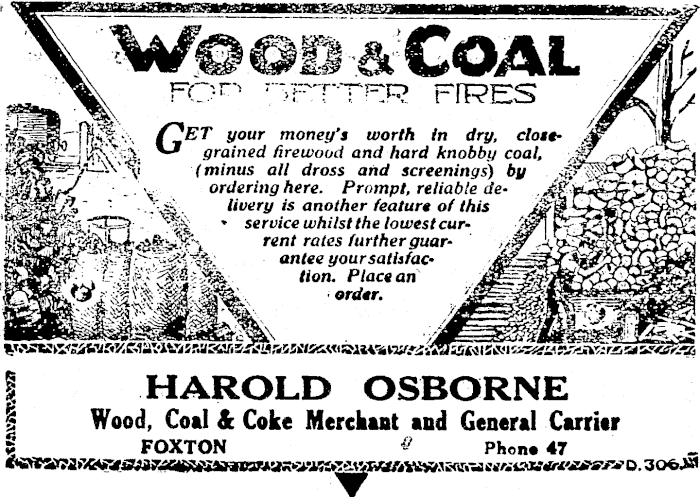 WOOD & COAL
FOR BETTER FIRES
GET your money's worth in dry, close-
grained firewood and hard knobby coal,
(minus all dross and screenings) by
ordering here. Prompt, reliable de-
livery is another feature of this
service whilst the lowest cur-
rent rates further guar-
antee your satisfac-
tion. Place an
order.
HAROLD OSBORNE
Wood, Coal & Coke Merchant and General Carrier
FOXTON Phone 47
D.306.